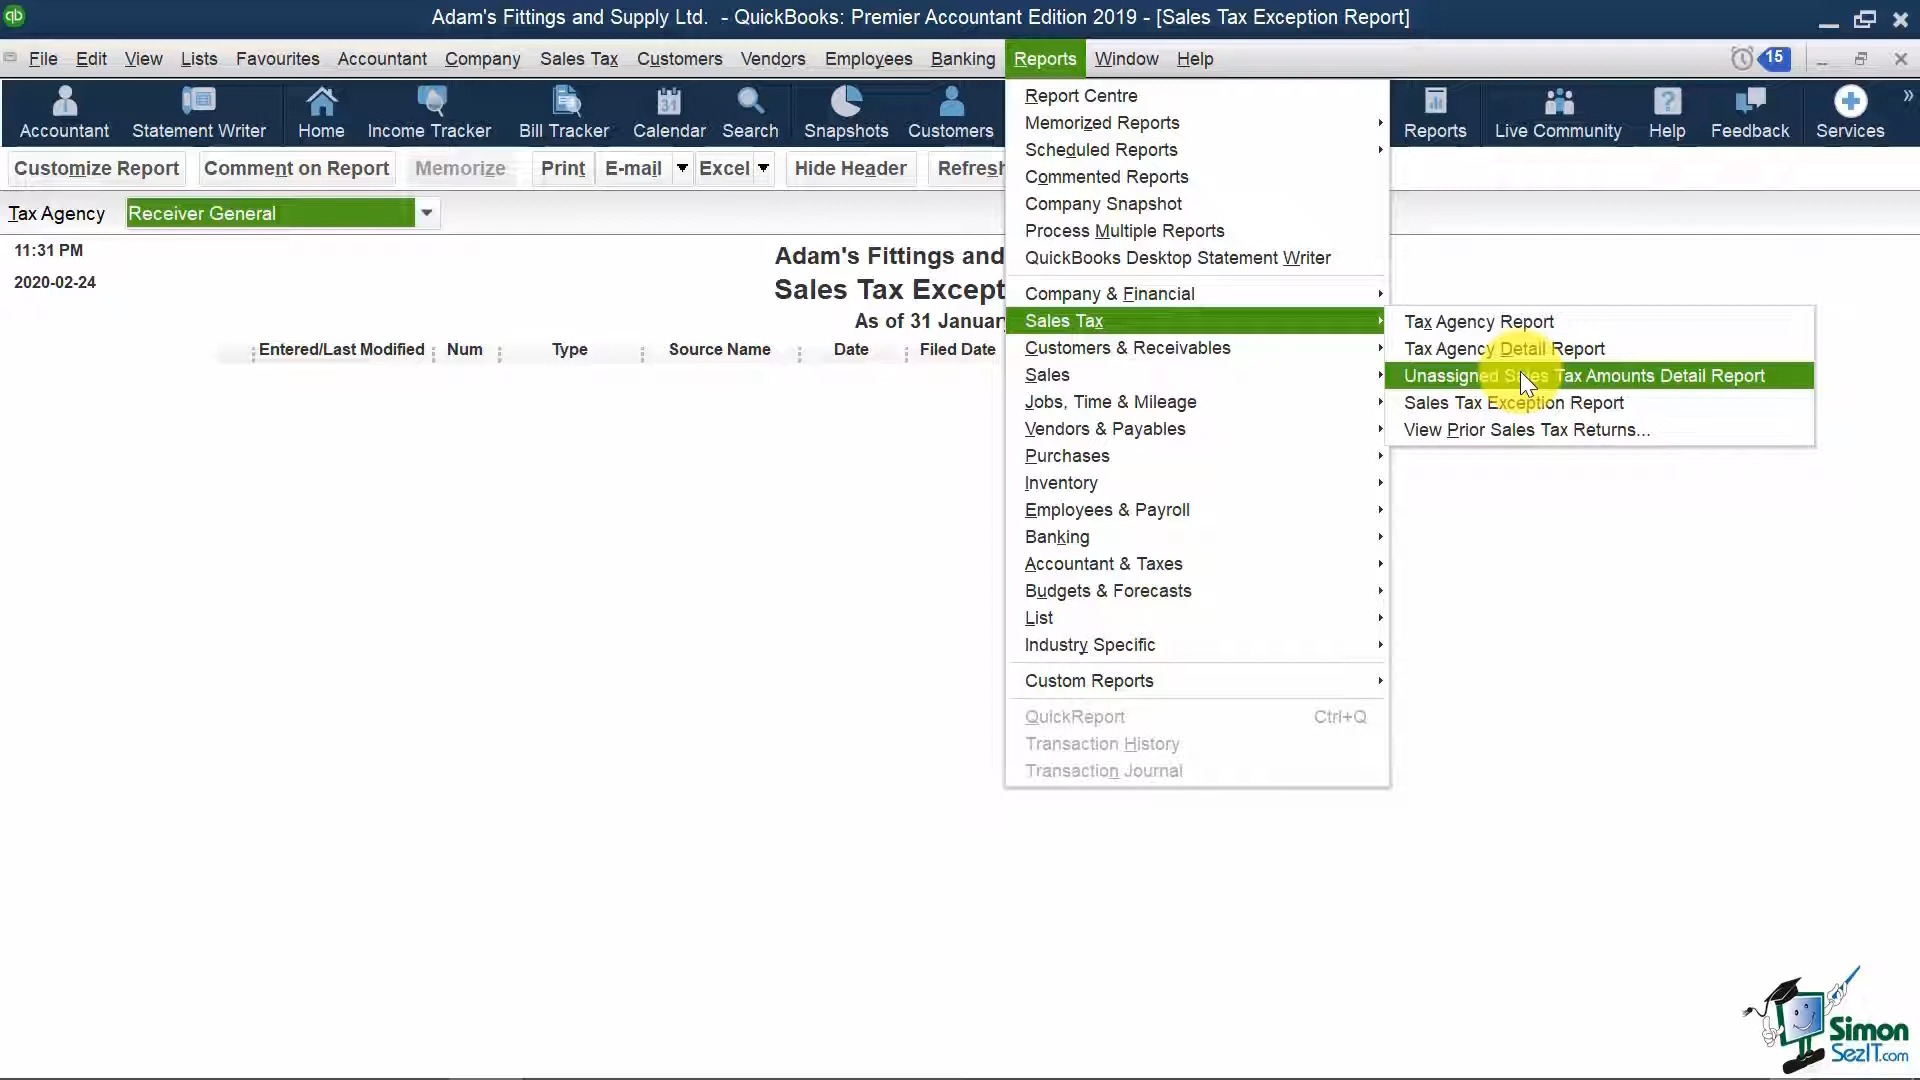 qb
Adam's Fittings and Supply Ltd. - QuickBooks: Premier Accountant Edition 2019 - [Sales Tax Exception Report]
File Edit View Lists Favourites Accountant Company Sales Tax Customers Vendors Employees Banking Reports Window Help 15
31
Accountant Statement Writer Home Income Tracker Bill Tracker Calendar Search Snapshots Customers Reports Live Community Help Feedback Services
Customize Report Comment on Report Memorize Print E-mail Excel Hide Header Refresh
Tax Agency Receiver General
11:31 PM
2020-02-24
Adam's Fittings and
Sales Tax Except
As of 31 January
Entered/Last Modified Num Type Source Name Date Filed Date
Report Centre
Memorized Reports
Scheduled Reports
Commented Reports
Company Snapshot
Process Multiple Reports
QuickBooks Desktop Statement Writer
Company & Financial
Sales Tax
Customers & Receivables
Sales
Jobs, Time & Mileage
Vendors & Payables
Purchases
Inventory
Employees & Payroll
Banking
Accountant & Taxes
Budgets & Forecasts
List
Industry Specific
Custom Reports
QuickReport Ctrl+Q
Transaction History
Transaction Journal
Tax Agency Report
Tax Agency Detail Report
Unassigned Sales Tax Amounts Detail Report
Sales Tax Exception Report
View Prior Sales Tax Returns...
Simon
SezIT.com